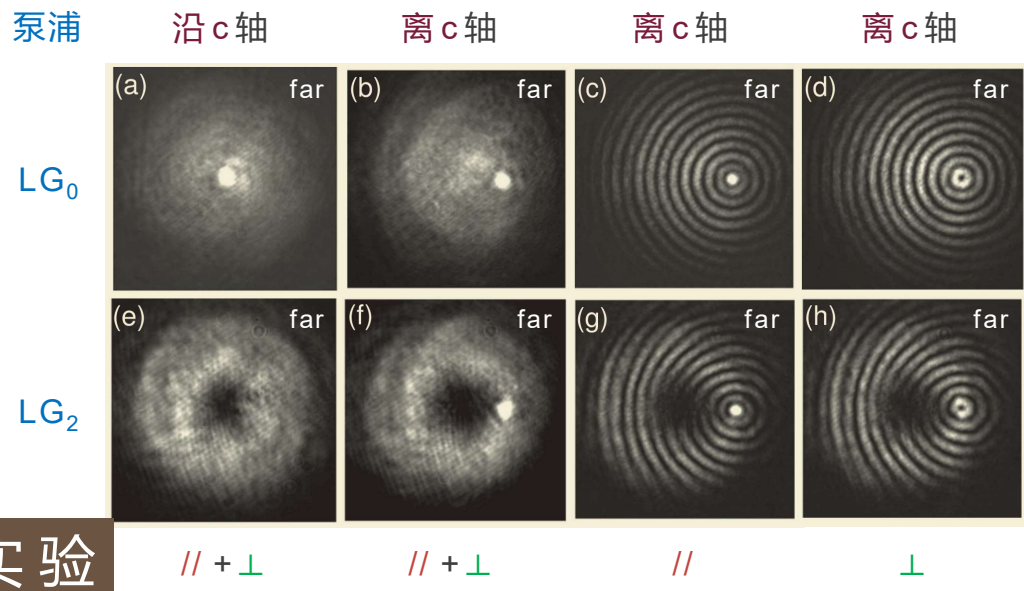 泵浦 沿c轴 离c轴 离c轴 离c轴
(a) far (b) far (c) far (d) far
LG₀
(e) far (f) far (g) far (h) far
LG₂
实验 // + ⊥ // + ⊥ // ⊥